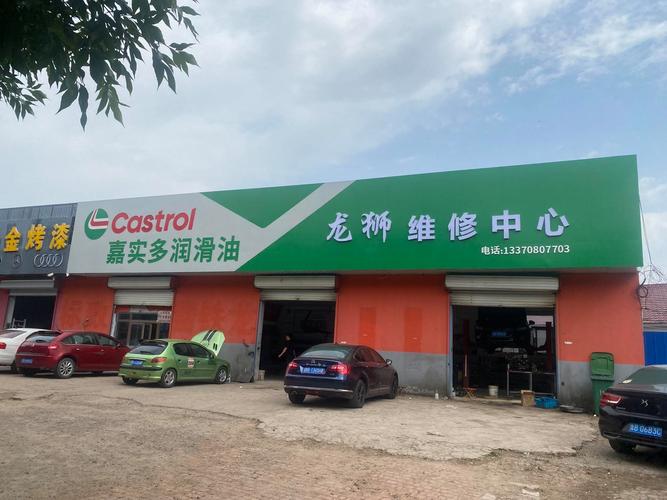 金烤漆
Castrol
嘉实多润滑油
龙狮 维修中心
电话:13370807703